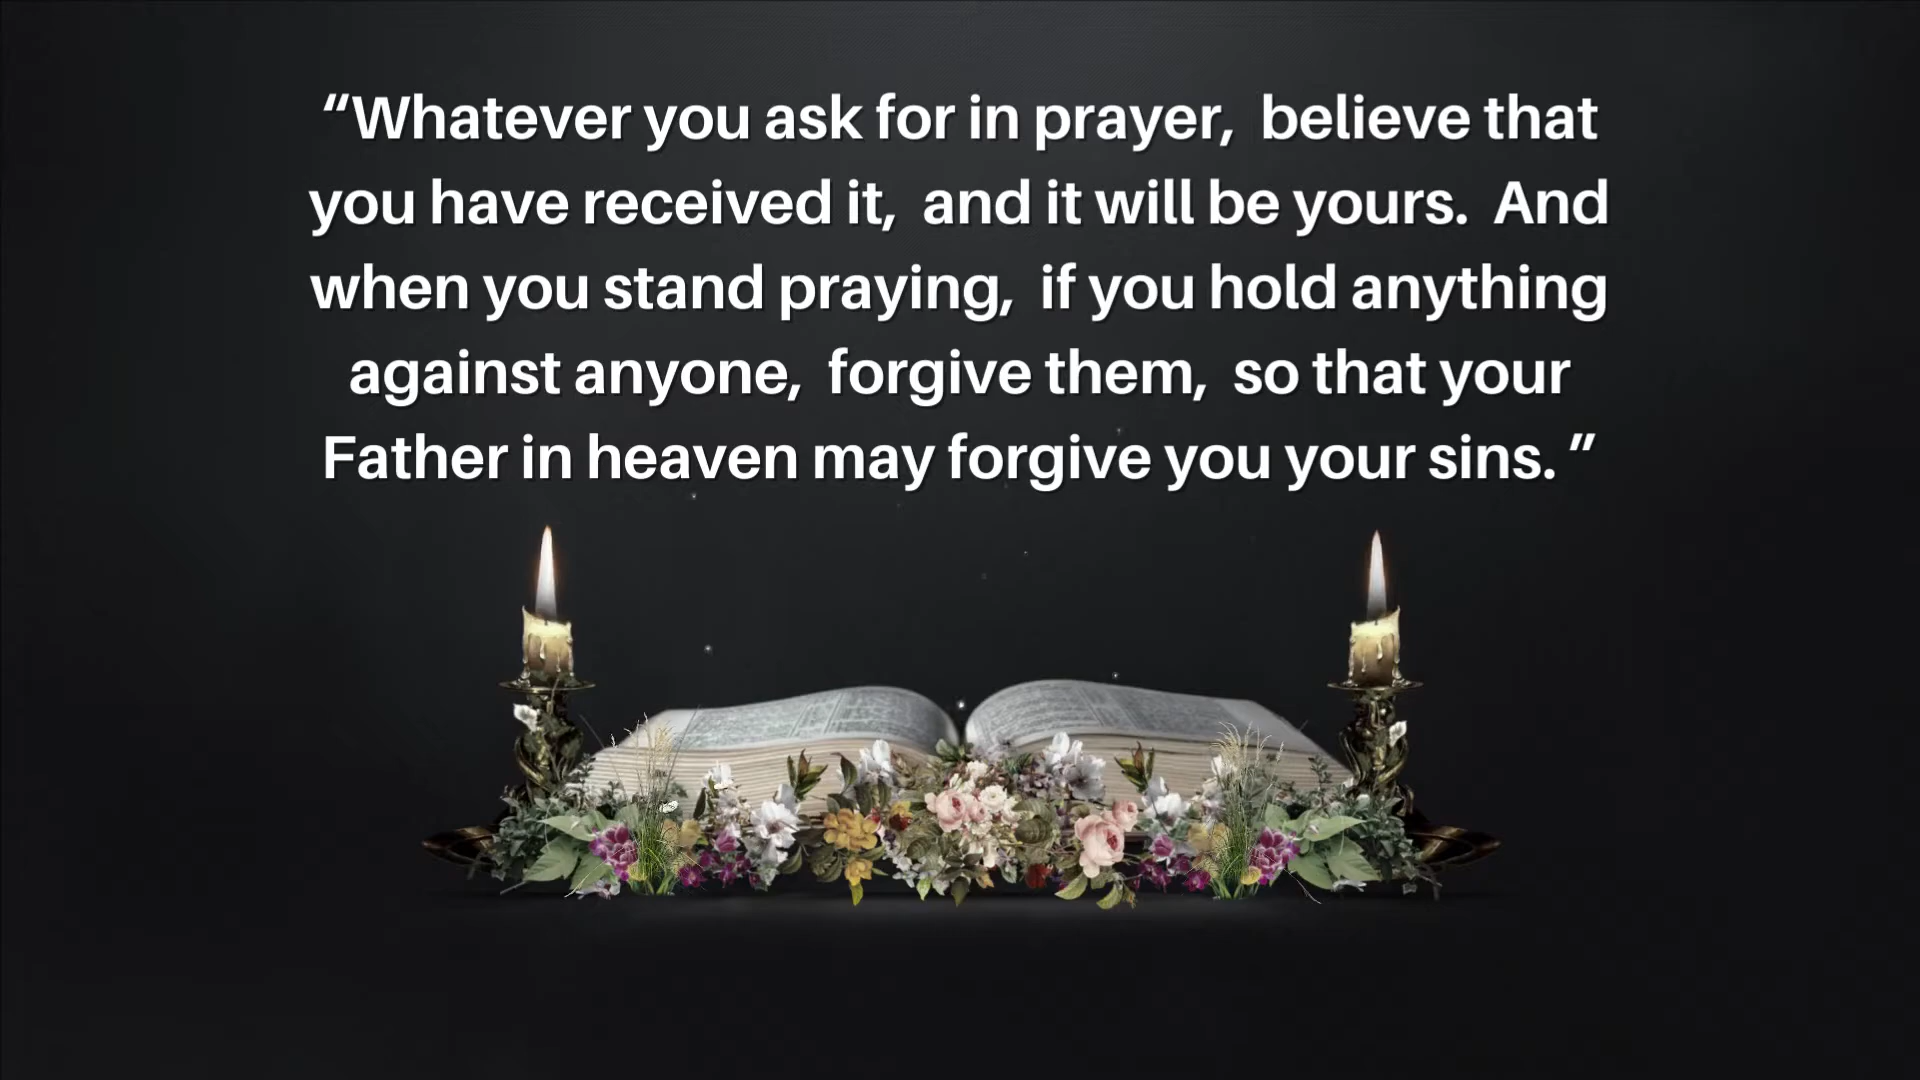 “Whatever you ask for in prayer,  believe that
you have received it,  and it will be yours.  And
when you stand praying,  if you hold anything
against anyone,  forgive them,  so that your
Father in heaven may forgive you your sins. ”